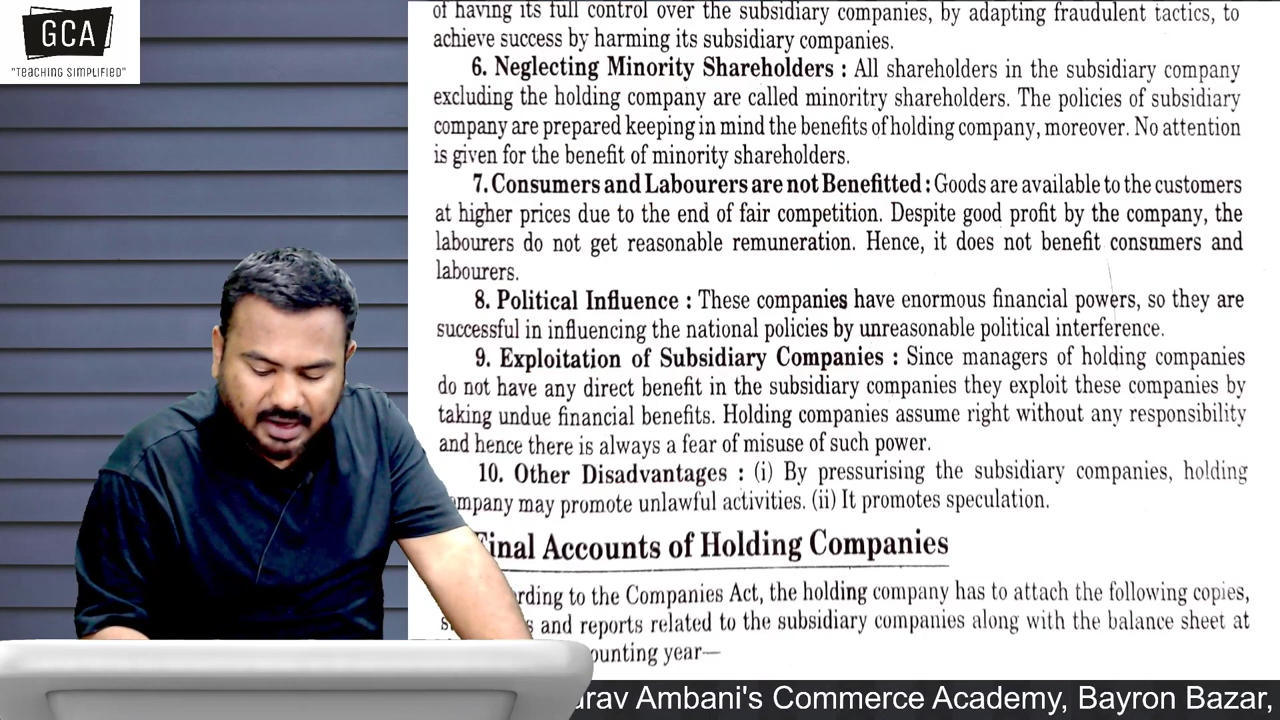 GCA
"TEACHING SIMPLIFIED"
of having its full control over the subsidiary companies, by adapting fraudulent tactics, to
achieve success by harming its subsidiary companies.
6. Neglecting Minority Shareholders : All shareholders in the subsidiary company
excluding the holding company are called minoritry shareholders. The policies of subsidiary
company are prepared keeping in mind the benefits of holding company, moreover. No attention
is given for the benefit of minority shareholders.
7. Consumers and Labourers are not Benefitted : Goods are available to the customers
at higher prices due to the end of fair competition. Despite good profit by the company, the
labourers do not get reasonable remuneration. Hence, it does not benefit consumers and
labourers.
8. Political Influence : These companies have enormous financial powers, so they are
successful in influencing the national policies by unreasonable political interference.
9. Exploitation of Subsidiary Companies : Since managers of holding companies
do not have any direct benefit in the subsidiary companies they exploit these companies by
taking undue financial benefits. Holding companies assume right without any responsibility
and hence there is always a fear of misuse of such power.
10. Other Disadvantages : (i) By pressurising the subsidiary companies, holding
mpany may promote unlawful activities. (ii) It promotes speculation.
Final Accounts of Holding Companies
rding to the Companies Act, the holding company has to attach the following copies,
and reports related to the subsidiary companies along with the balance sheet at
ounting year—
urav Ambani's Commerce Academy, Bayron Bazar,